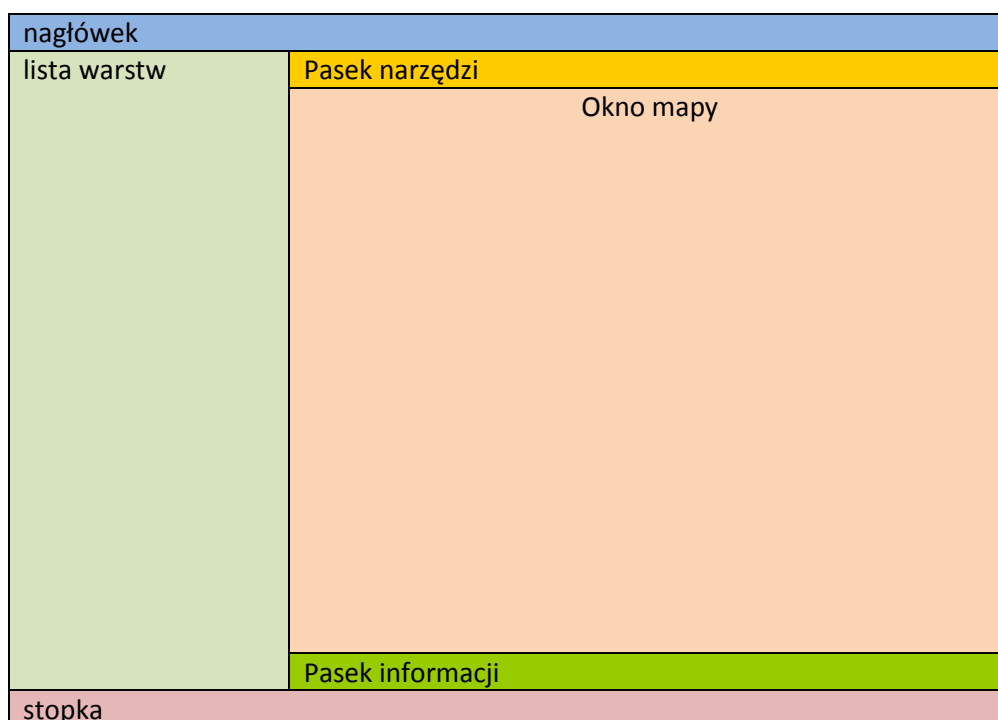 nagłówek
lista warstw
Pasek narzędzi
Okno mapy
Pasek informacji
stopka